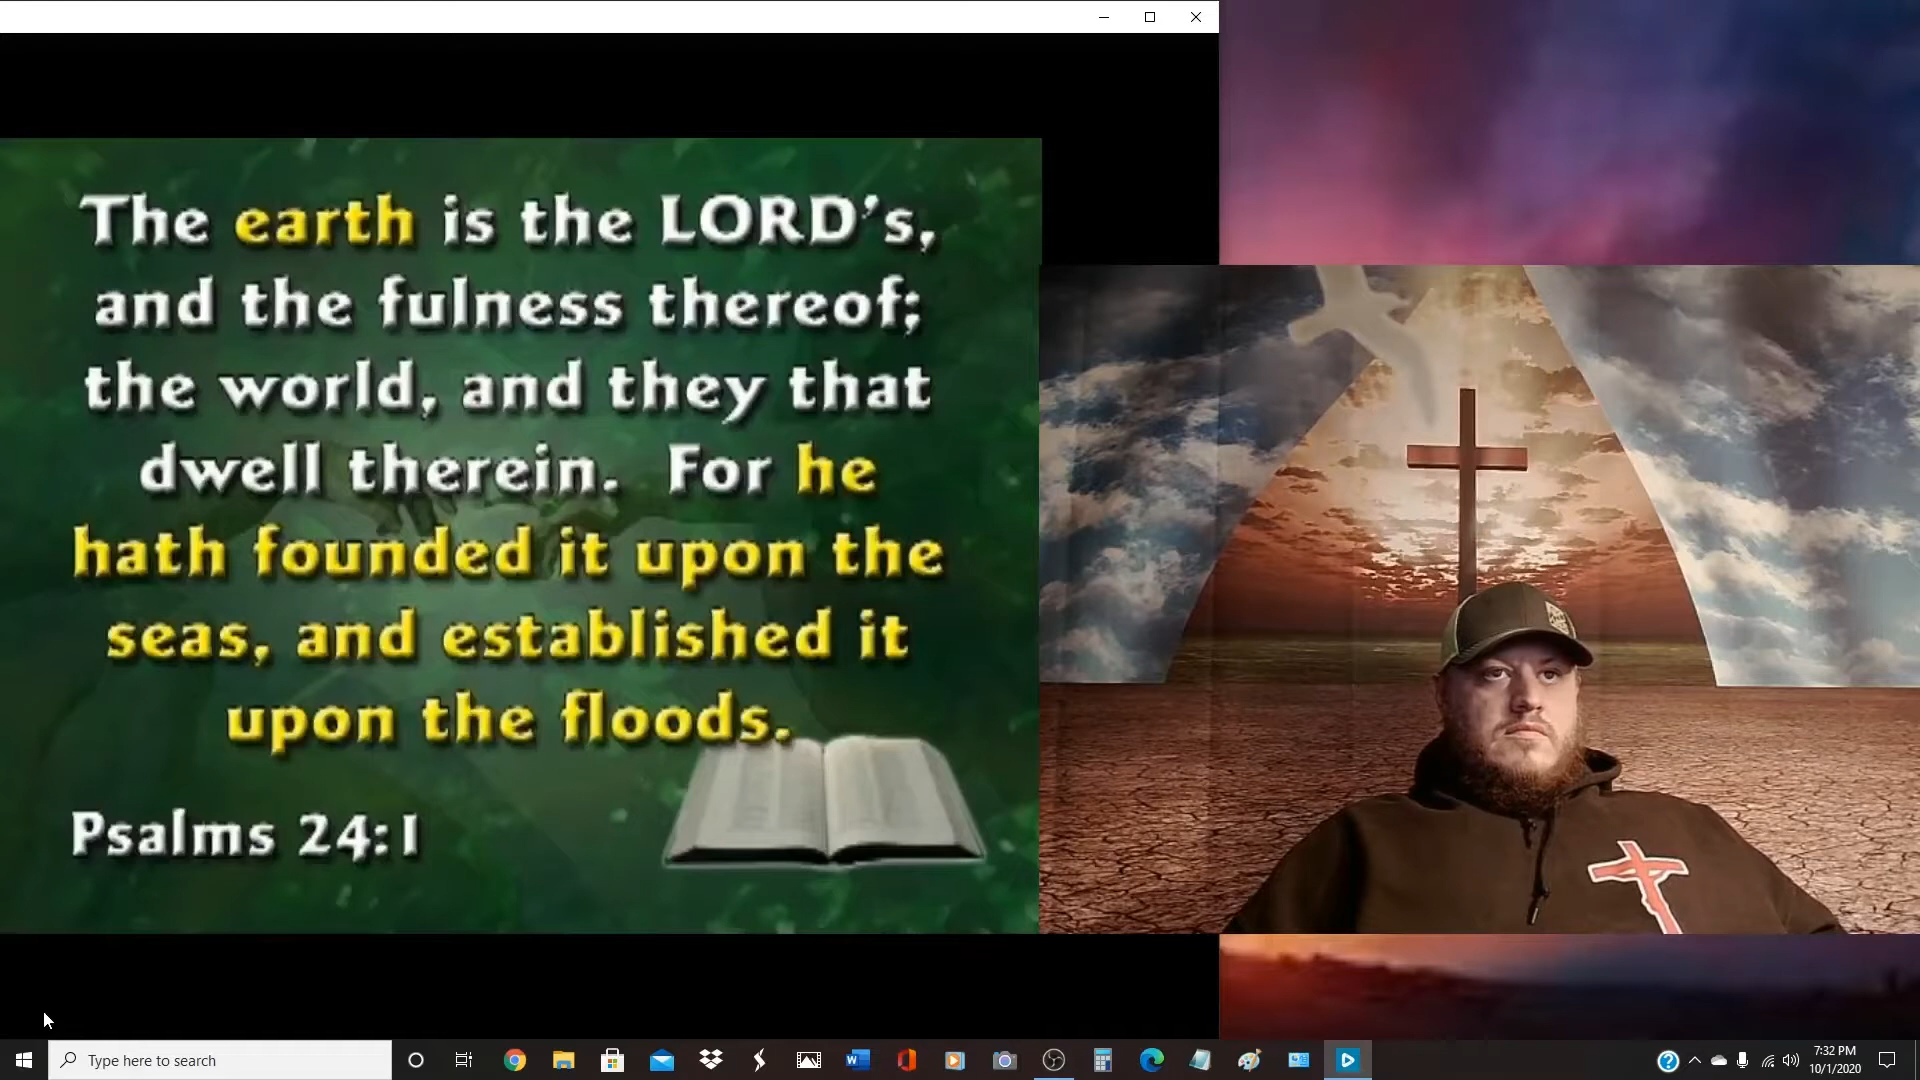 The earth is the LORD's,
and the fulness thereof;
the world, and they that
dwell therein. For he
hath founded it upon the
seas, and established it
upon the floods.
Psalms 24:1
Type here to search
7:32 PM
10/1/2020